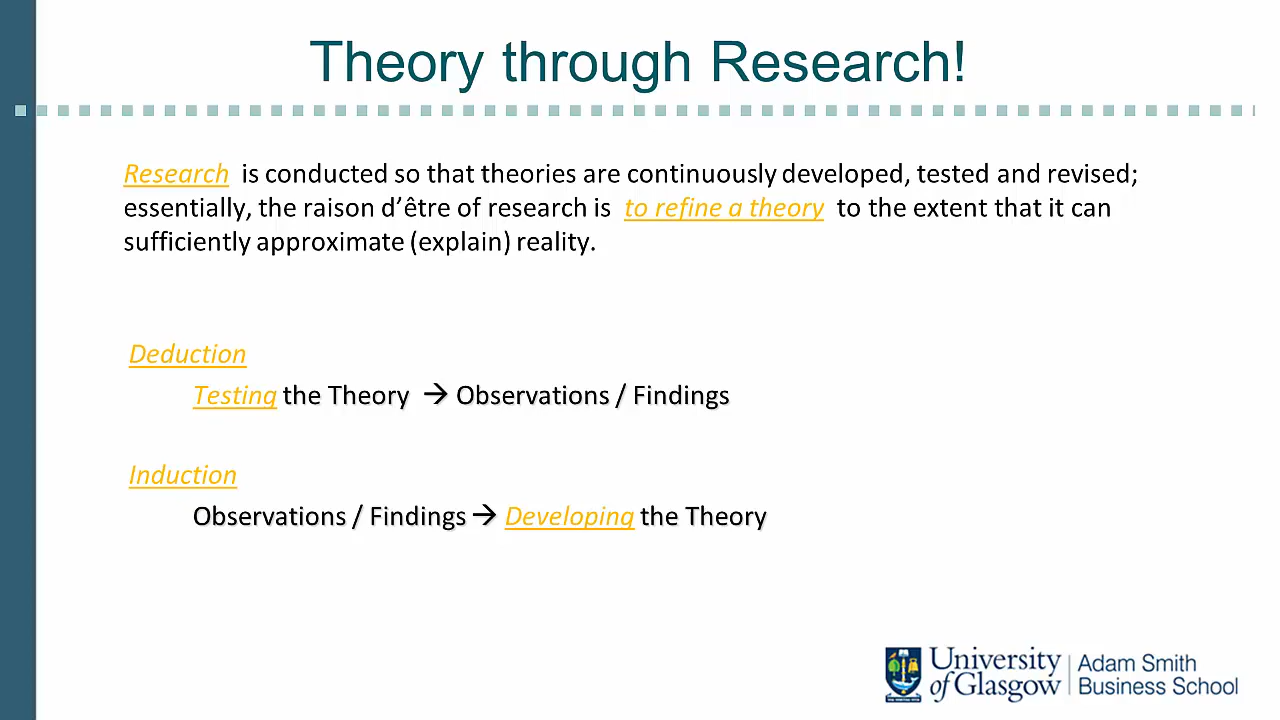 Theory through Research!
Research is conducted so that theories are continuously developed, tested and revised;
essentially, the raison d’être of research is to refine a theory to the extent that it can
sufficiently approximate (explain) reality.
Deduction
Testing the Theory → Observations / Findings
Induction
Observations / Findings → Developing the Theory
University of Glasgow
Adam Smith
Business School